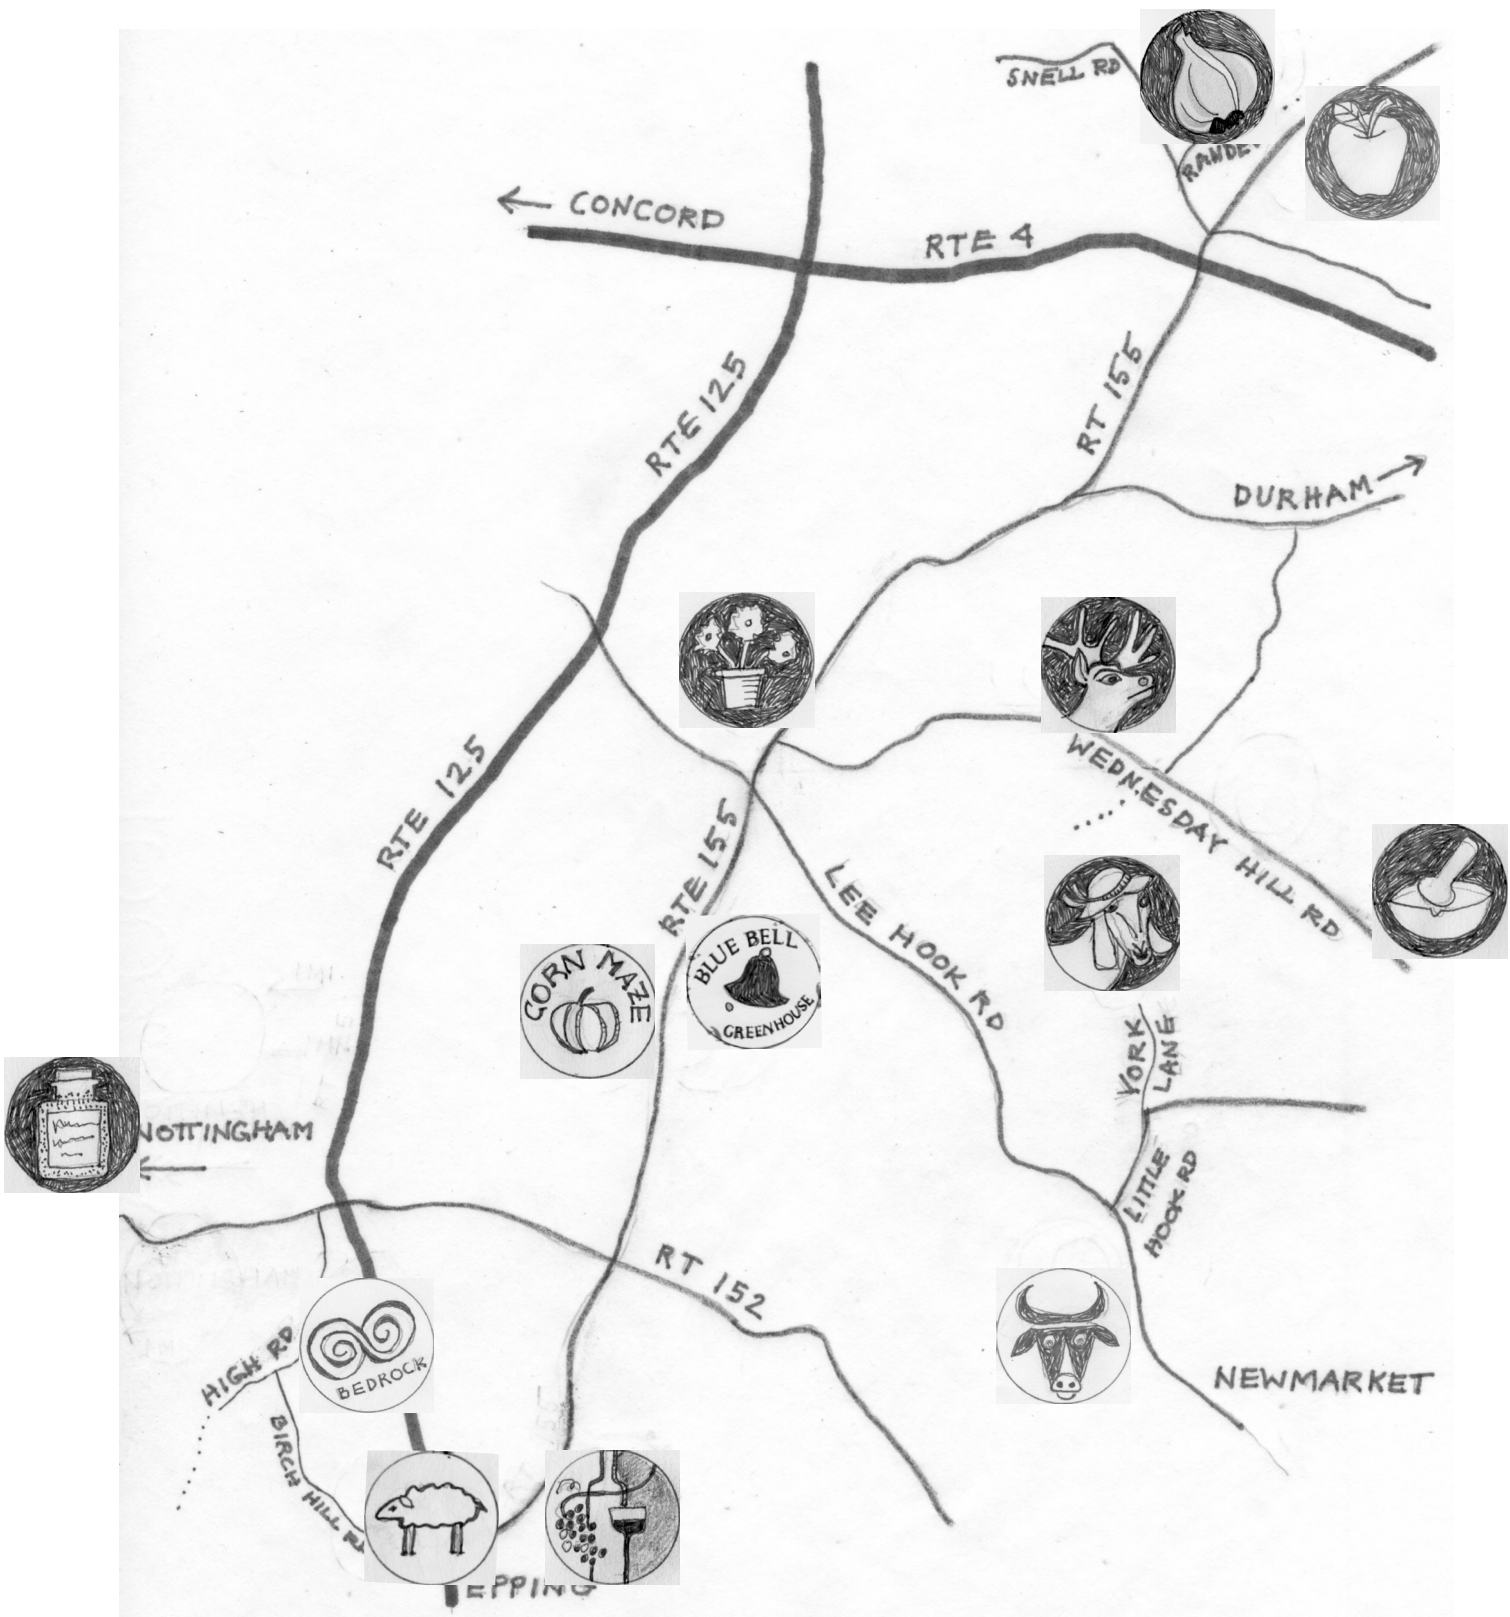 SNELL RD
CONCORD
RTE 4
RTE 125
RT 155
DURHAM
RTE 125
WEDNESDAY HILL RD
RTE 155
LEE HOOK RD
BLUE BELL
GREENHOUSE
CORN MAZE
YORK
LANE
NOTTINGHAM
LITTLE
HOOK RD
RT 152
HIGH RD
BEDROCK
NEWMARKET
BIRCH HILL RD
EPPING